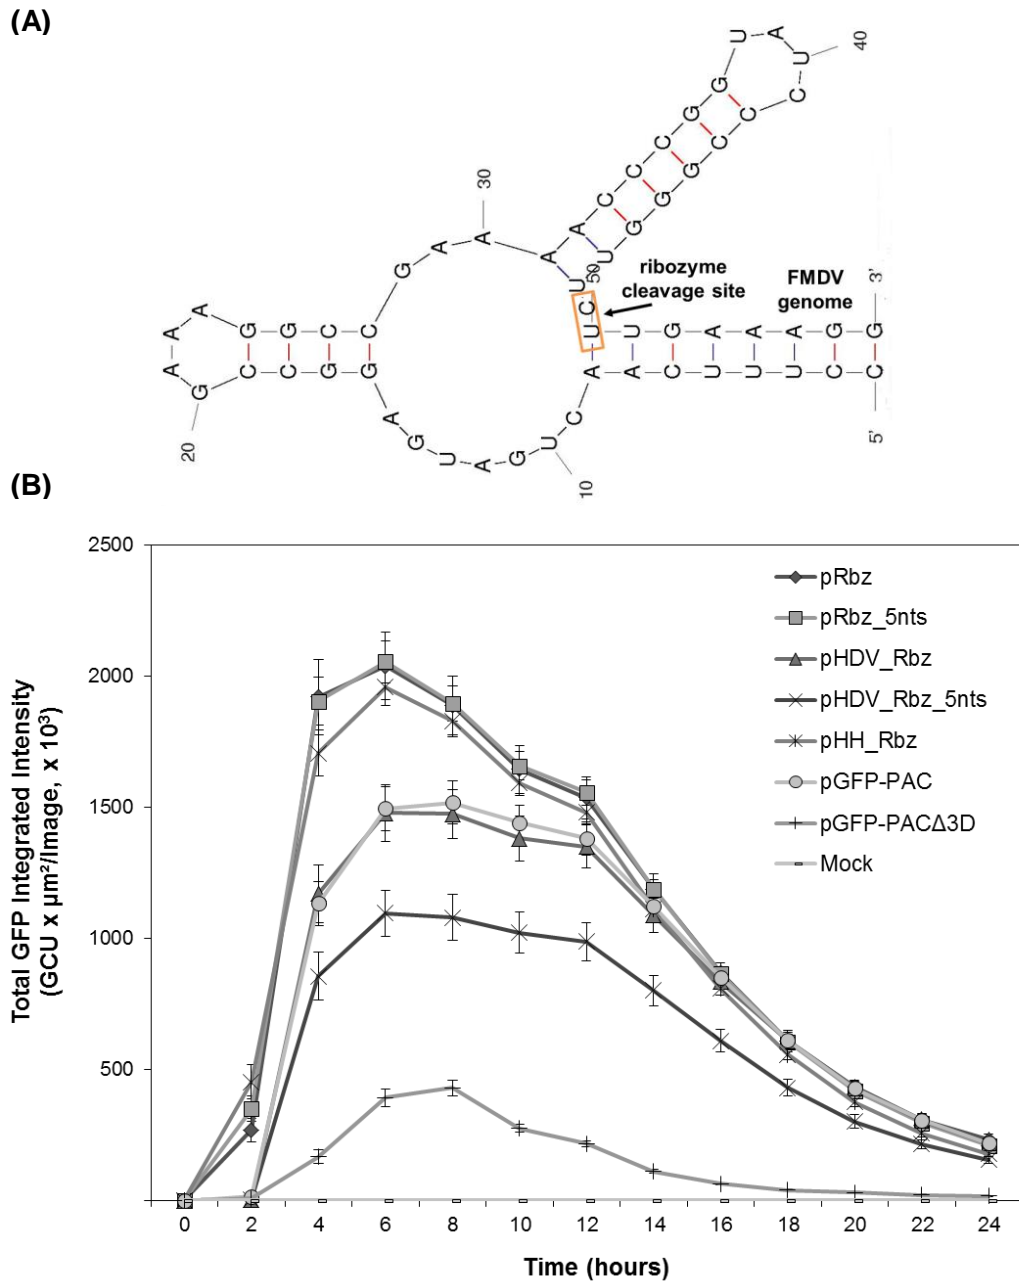 (A)
U A U 40
G C
G C
C C
30 C G
A C G
G A A A G
A U
50 ribozyme cleavage site FMDV genome 3'
A A G G C C U C U U G A A A G G
A G C C G G A A C U U U C C
20 A C 5'
G U A G U 10
(B)
2500
2000
1500
1000
500
Total GFP Integrated Intensity
(GCU x µm²/Image, x 10³)
pRbz
pRbz_5nts
pHDV_Rbz
pHDV_Rbz_5nts
pHH_Rbz
pGFP-PAC
pGFP-PACΔ3D
Mock
0 2 4 6 8 10 12 14 16 18 20 22 24
Time (hours)